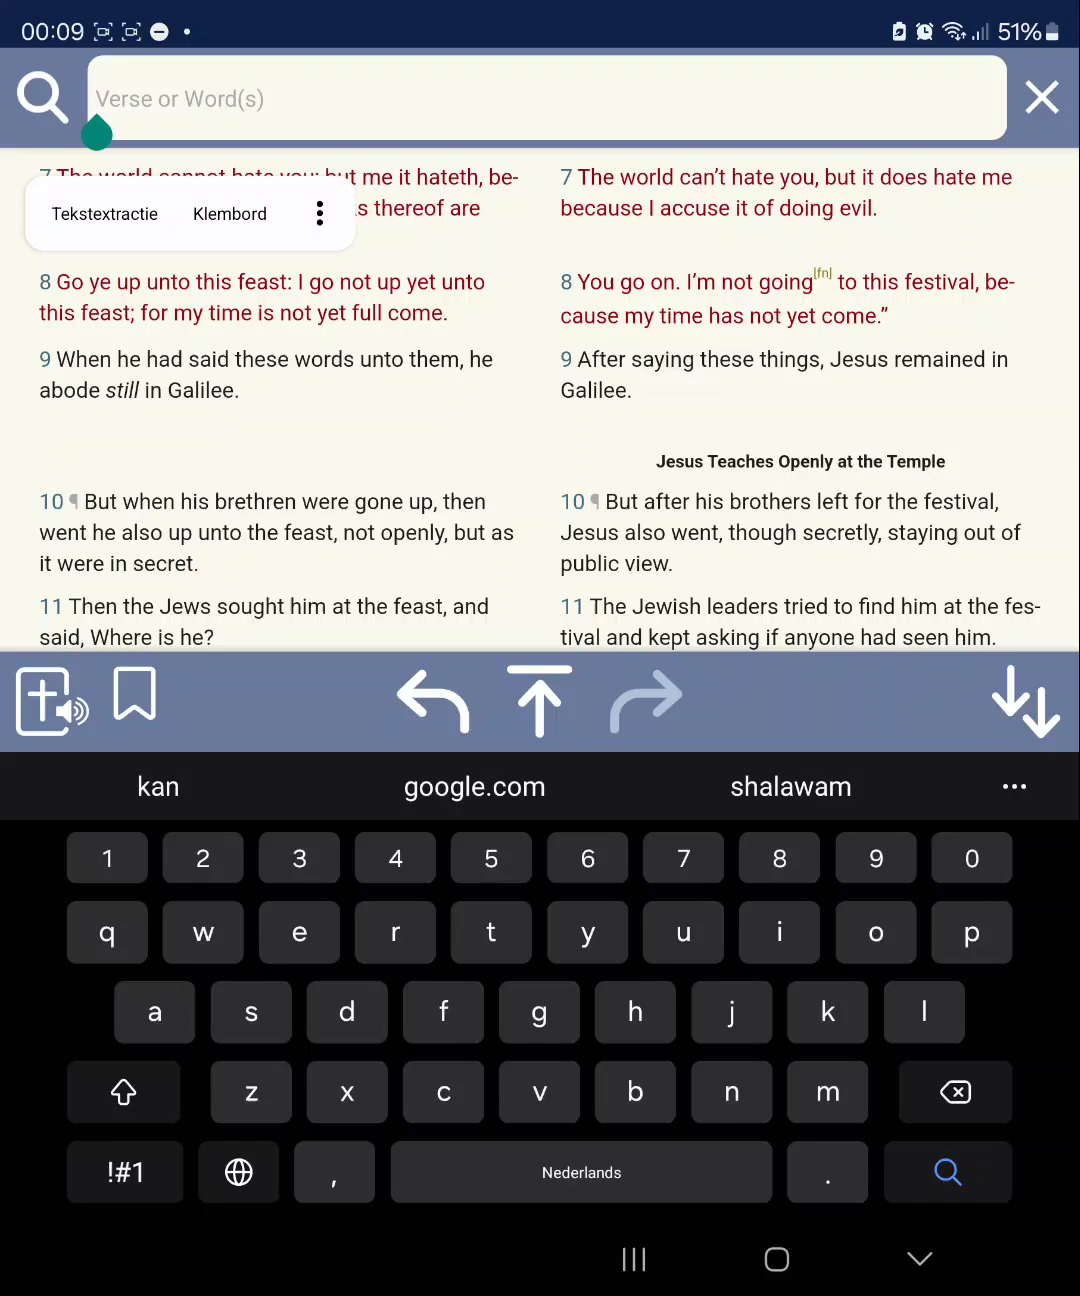 00:09
51%
Verse or Word(s)
7 The world cannot hate you; but me it hateth, be-
s thereof are
Tekstextractie Klembord
8 Go ye up unto this feast: I go not up yet unto
this feast; for my time is not yet full come.
9 When he had said these words unto them, he
abode still in Galilee.
10 ¶ But when his brethren were gone up, then
went he also up unto the feast, not openly, but as
it were in secret.
11 Then the Jews sought him at the feast, and
said, Where is he?
7 The world can’t hate you, but it does hate me
because I accuse it of doing evil.
8 You go on. I’m not going[fn] to this festival, be-
cause my time has not yet come.”
9 After saying these things, Jesus remained in
Galilee.
Jesus Teaches Openly at the Temple
10 ¶ But after his brothers left for the festival,
Jesus also went, though secretly, staying out of
public view.
11 The Jewish leaders tried to find him at the fes-
tival and kept asking if anyone had seen him.
kan google.com shalawam
1 2 3 4 5 6 7 8 9 0
q w e r t y u i o p
a s d f g h j k l
z x c v b n m
!#1 , Nederlands .